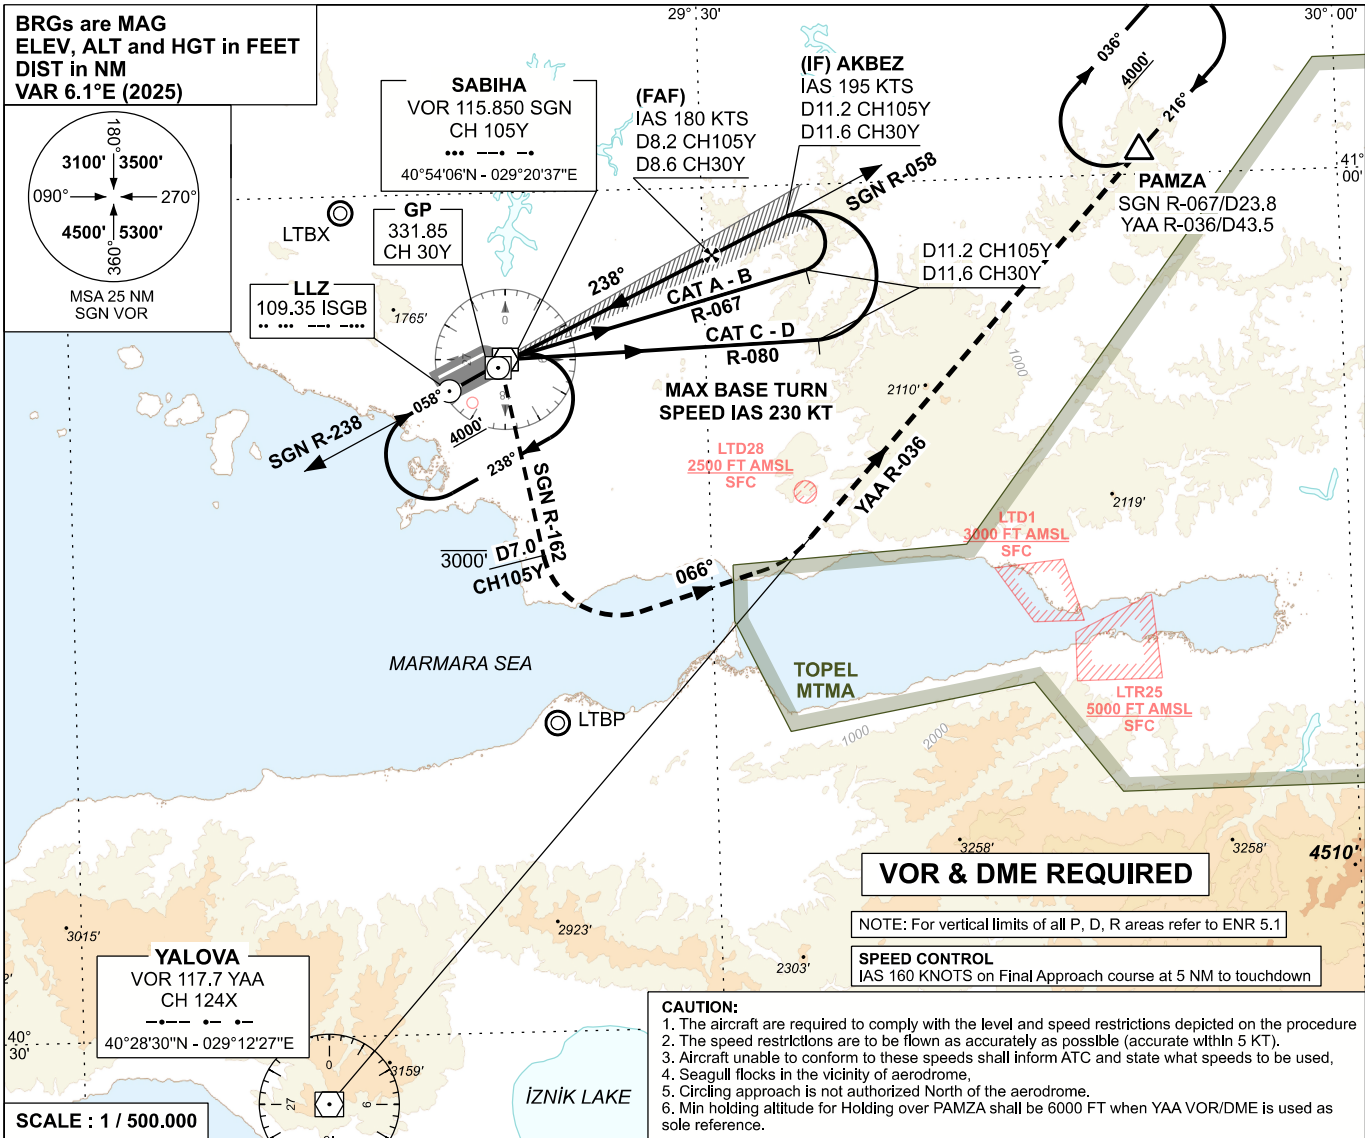 BRGs are MAG
ELEV, ALT and HGT in FEET
DIST in NM
VAR 6.1°E (2025)
180°
3100' 3500'
090° 270°
4500' 5300'
360°
MSA 25 NM
SGN VOR
29° 30'
30° 00'
41°
00'
SABIHA
VOR 115.850 SGN
CH 105Y
40°54'06"N - 029°20'37"E
(FAF)
IAS 180 KTS
D8.2 CH105Y
D8.6 CH30Y
(IF) AKBEZ
IAS 195 KTS
D11.2 CH105Y
D11.6 CH30Y
036°
4000'
216°
PAMZA
SGN R-067/D23.8
YAA R-036/D43.5
SGN R-058
LTBX
GP
331.85
CH 30Y
LLZ
109.35 ISGB
1765'
0
D11.2 CH105Y
D11.6 CH30Y
238°
CAT A - B
R-067
CAT C - D
R-080
MAX BASE TURN
SPEED IAS 230 KT
1000
2110'
058°
9
4000'
238°
SGN R-238
SGN R-162
3000' D7.0
CH105Y
LTD28
2500 FT AMSL
SFC
YAA R-036
2119'
LTD1
3000 FT AMSL
SFC
066°
MARMARA SEA
TOPEL
MTMA
LTR25
5000 FT AMSL
SFC
LTBP
1000
2000
3258'
3258'
4510'
VOR & DME REQUIRED
NOTE: For vertical limits of all P, D, R areas refer to ENR 5.1
SPEED CONTROL
IAS 160 KNOTS on Final Approach course at 5 NM to touchdown
3015'
2923'
2303'
YALOVA
VOR 117.7 YAA
CH 124X
40°28'30"N - 029°12'27"E
40°
30'
3159'
0
27
9
İZNİK LAKE
SCALE : 1 / 500.000
CAUTION:
1. The aircraft are required to comply with the level and speed restrictions depicted on the procedure
2. The speed restrictions are to be flown as accurately as possible (accurate within 5 KT).
3. Aircraft unable to conform to these speeds shall inform ATC and state what speeds to be used,
4. Seagull flocks in the vicinity of aerodrome,
5. Circling approach is not authorized North of the aerodrome.
6. Min holding altitude for Holding over PAMZA shall be 6000 FT when YAA VOR/DME is used as
sole reference.